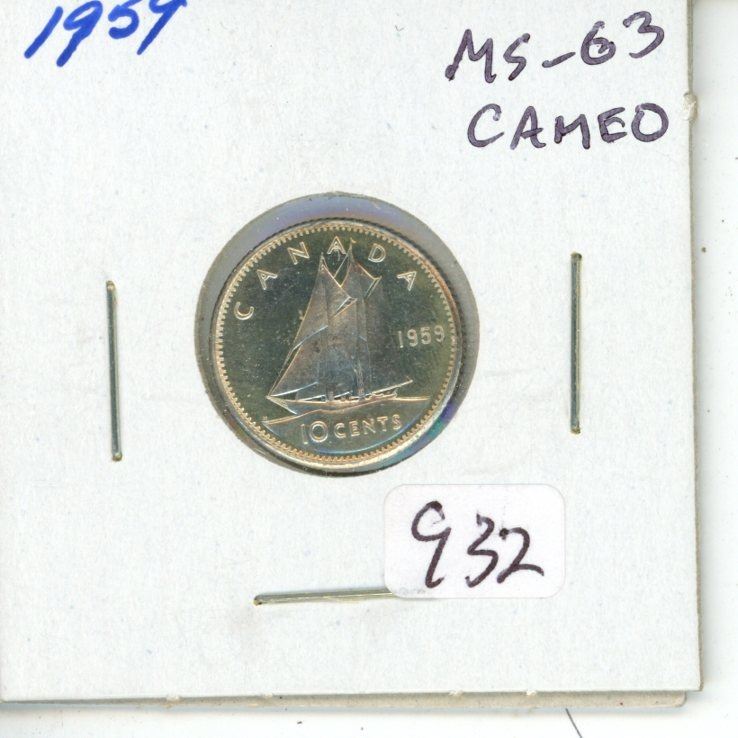 1959
MS-63
CAMEO
CANADA
1959
10 CENTS
932